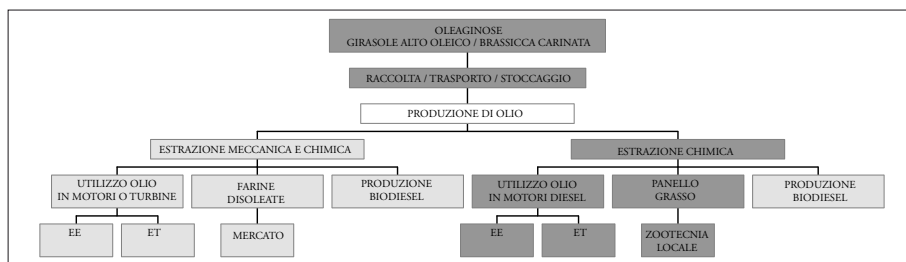 OLEAGINOSE
GIRASOLE ALTO OLEICO / BRASSICCA CARINATA
RACCOLTA / TRASPORTO / STOCCAGGIO
PRODUZIONE DI OLIO
ESTRAZIONE MECCANICA E CHIMICA
ESTRAZIONE CHIMICA
UTILIZZO OLIO
IN MOTORI O TURBINE
FARINE
DISOLEATE
PRODUZIONE
BIODIESEL
UTILIZZO OLIO
IN MOTORI DIESEL
PANELLO
GRASSO
PRODUZIONE
BIODIESEL
EE
ET
MERCATO
EE
ET
ZOOTECNIA
LOCALE